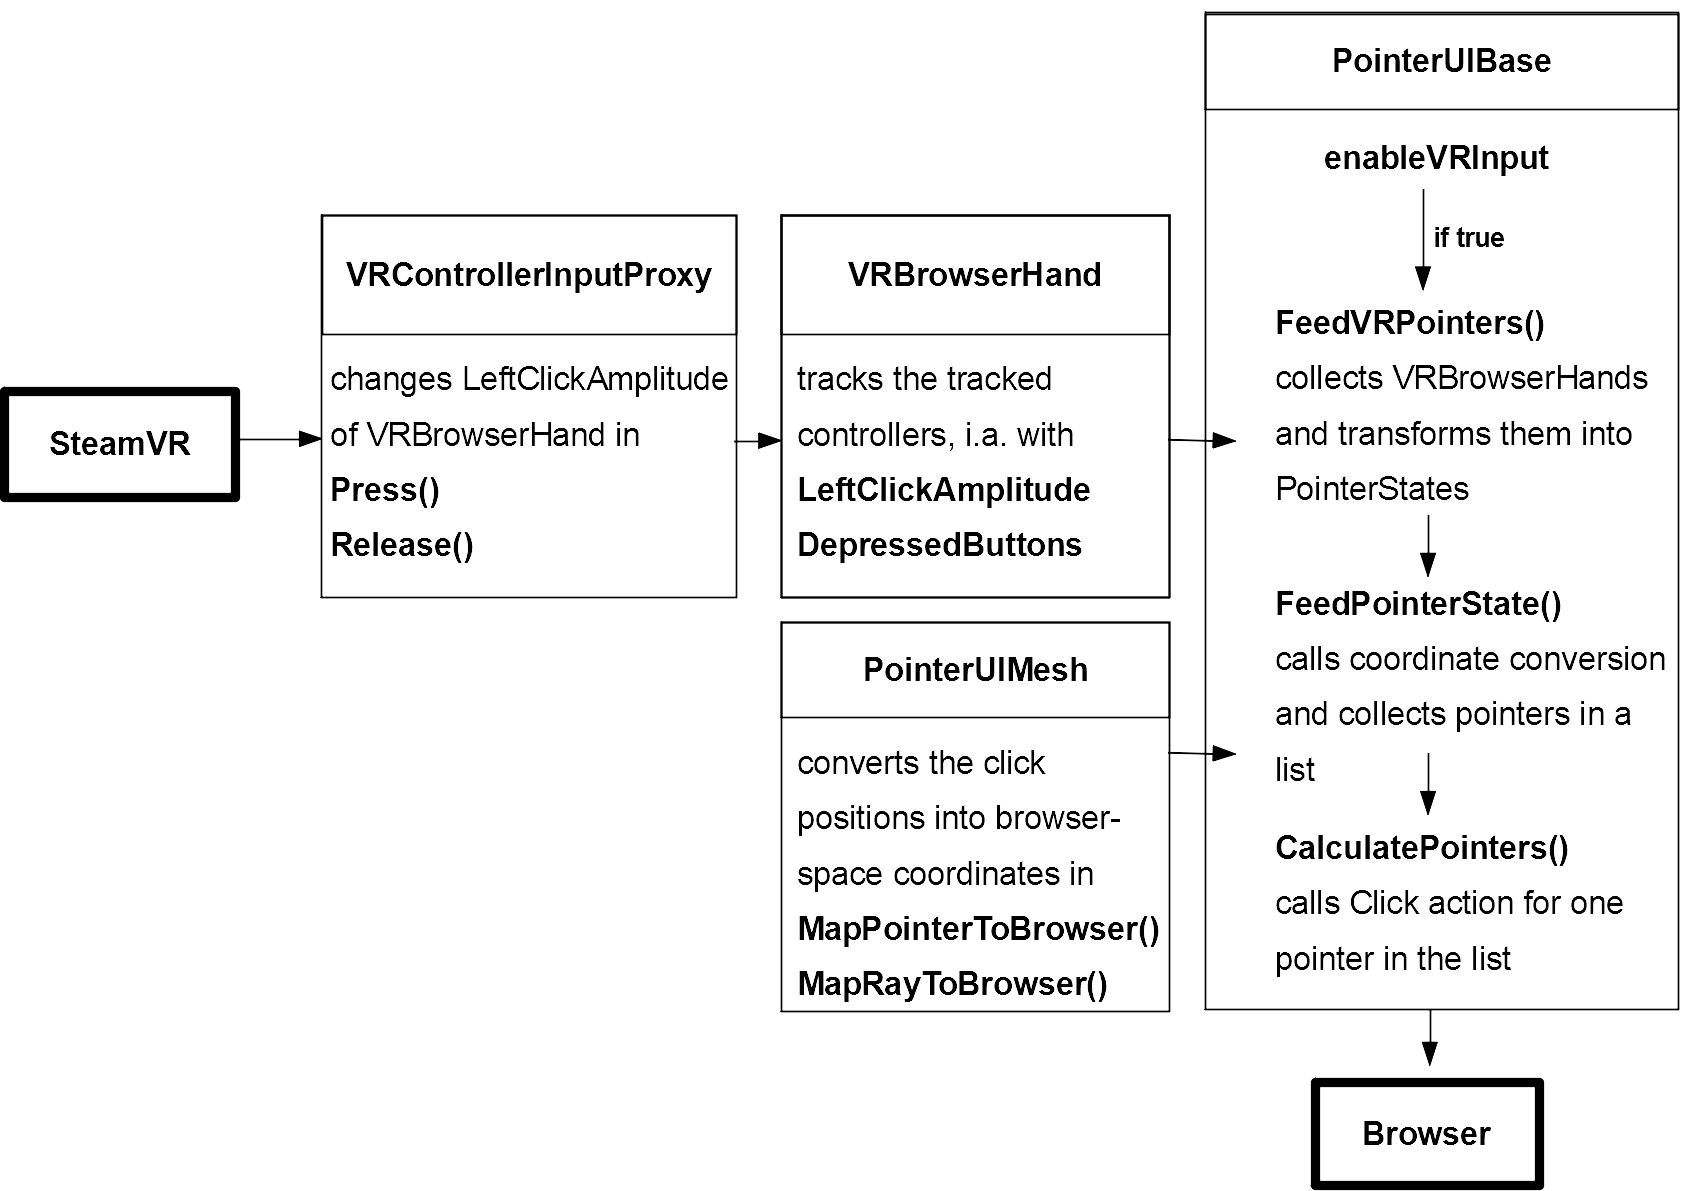 SteamVR
VRControllerInputProxy
changes LeftClickAmplitude
of VRBrowserHand in
Press()
Release()
VRBrowserHand
tracks the tracked
controllers, i.a. with
LeftClickAmplitude
DepressedButtons
PointerUIMesh
converts the click
positions into browser-
space coordinates in
MapPointerToBrowser()
MapRayToBrowser()
PointerUIBase
enableVRInput
if true
FeedVRPointers()
collects VRBrowserHands
and transforms them into
PointerStates
FeedPointerState()
calls coordinate conversion
and collects pointers in a
list
CalculatePointers()
calls Click action for one
pointer in the list
Browser